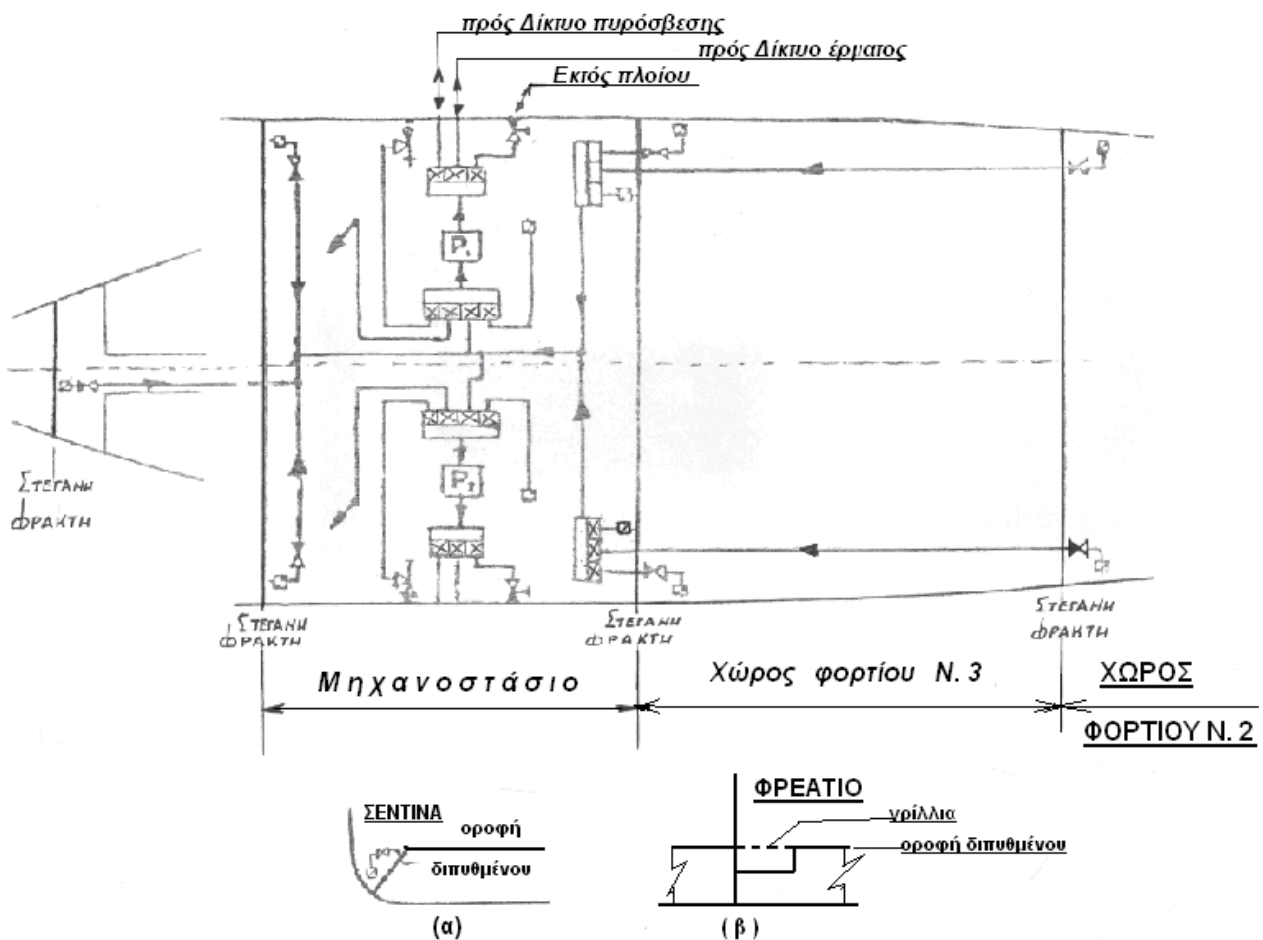 πρός Δίκτυο πυρόσβεσης
πρός Δίκτυο έρματος
Εκτός πλοίου
P₁
P₂
ΣΤΕΓΑΝΗ
ΦΡΑΚΤΗ
ΣΤΕΓΑΝΗ
ΦΡΑΚΤΗ
ΣΤΕΓΑΝΗ
ΦΡΑΚΤΗ
ΣΤΕΓΑΝΗ
ΦΡΑΚΤΗ
Μηχανοστάσιο
Χώρος φορτίου Ν. 3
ΧΩΡΟΣ
ΦΟΡΤΙΟΥ Ν. 2
ΣΕΝΤΙΝΑ
οροφή
διπυθμένου
(α)
ΦΡΕΑΤΙΟ
γρίλλια
οροφή διπυθμένου
(β)